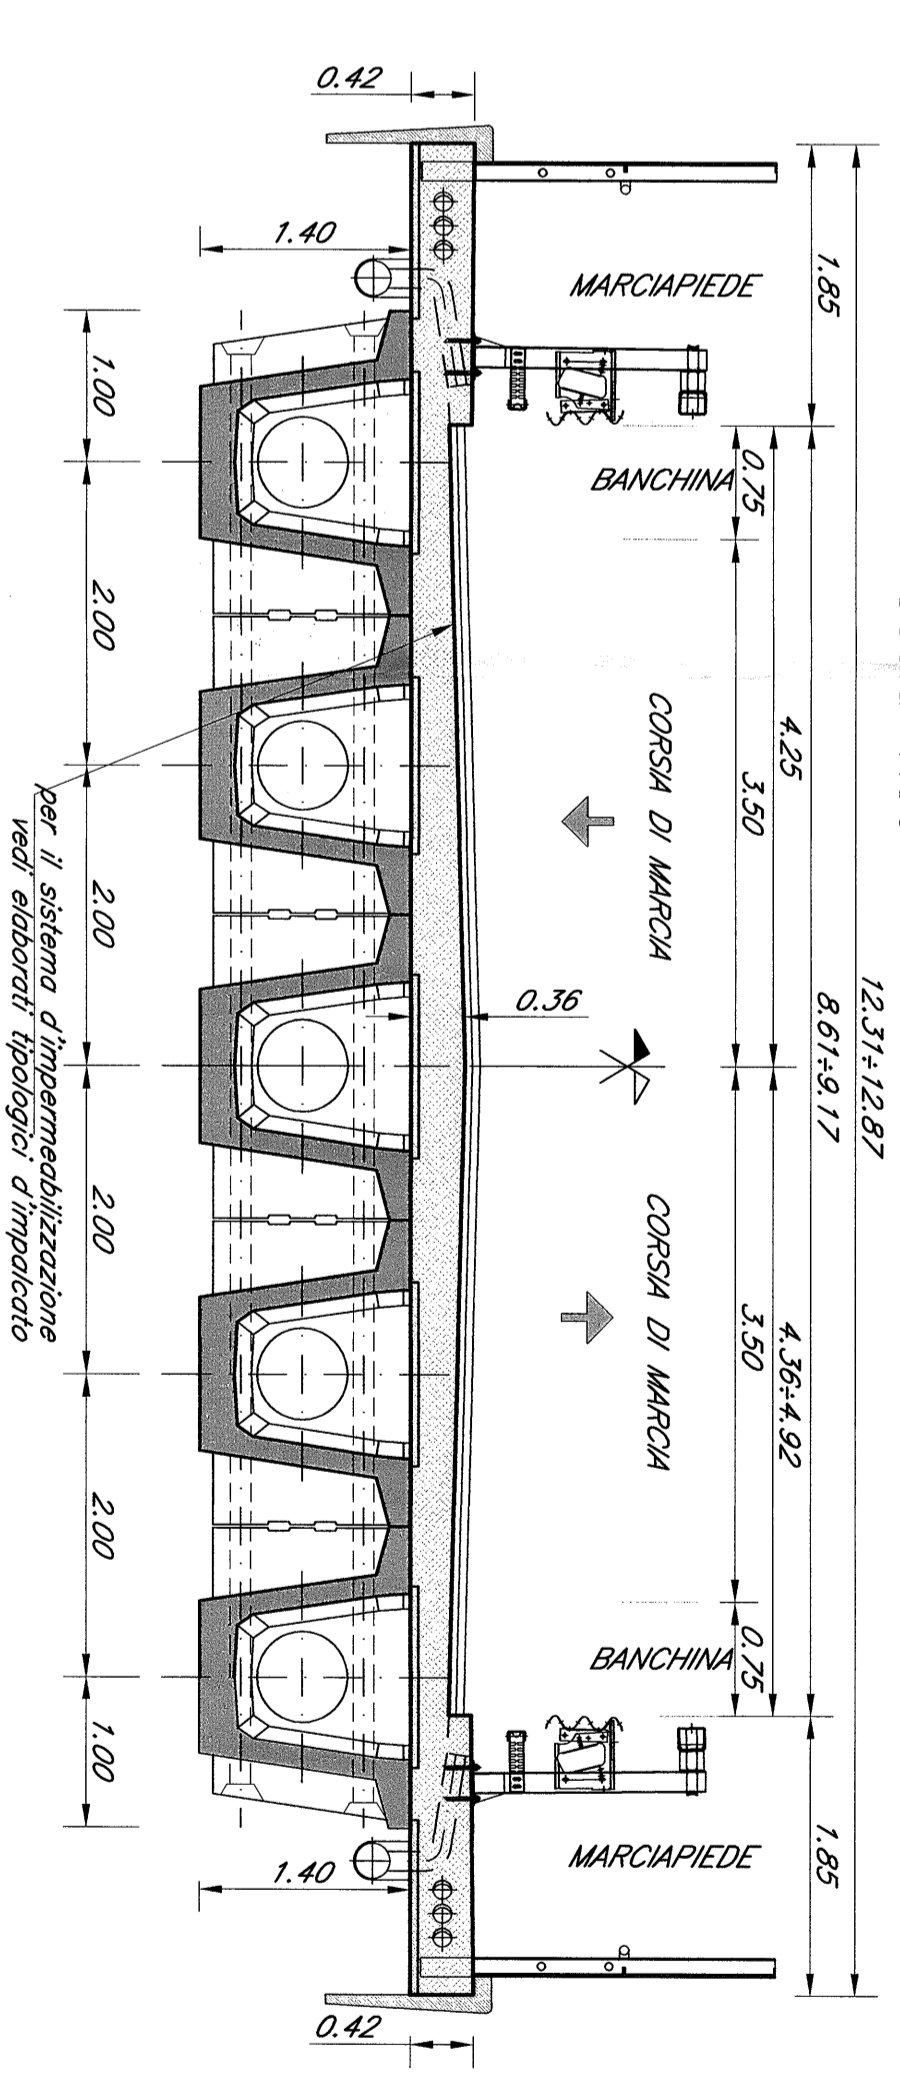 12.31÷12.87
1.85
8.61÷9.17
1.85
4.25
4.36÷4.92
0.75
3.50
3.50
0.75
MARCIAPIEDE
BANCHINA
CORSIA DI MARCIA
CORSIA DI MARCIA
BANCHINA
MARCIAPIEDE
0.42
0.36
0.42
1.40
1.40
1.00
2.00
2.00
2.00
2.00
1.00
per il sistema d'impermeabilizzazione
vedi elaborati tipologici d'impalcato